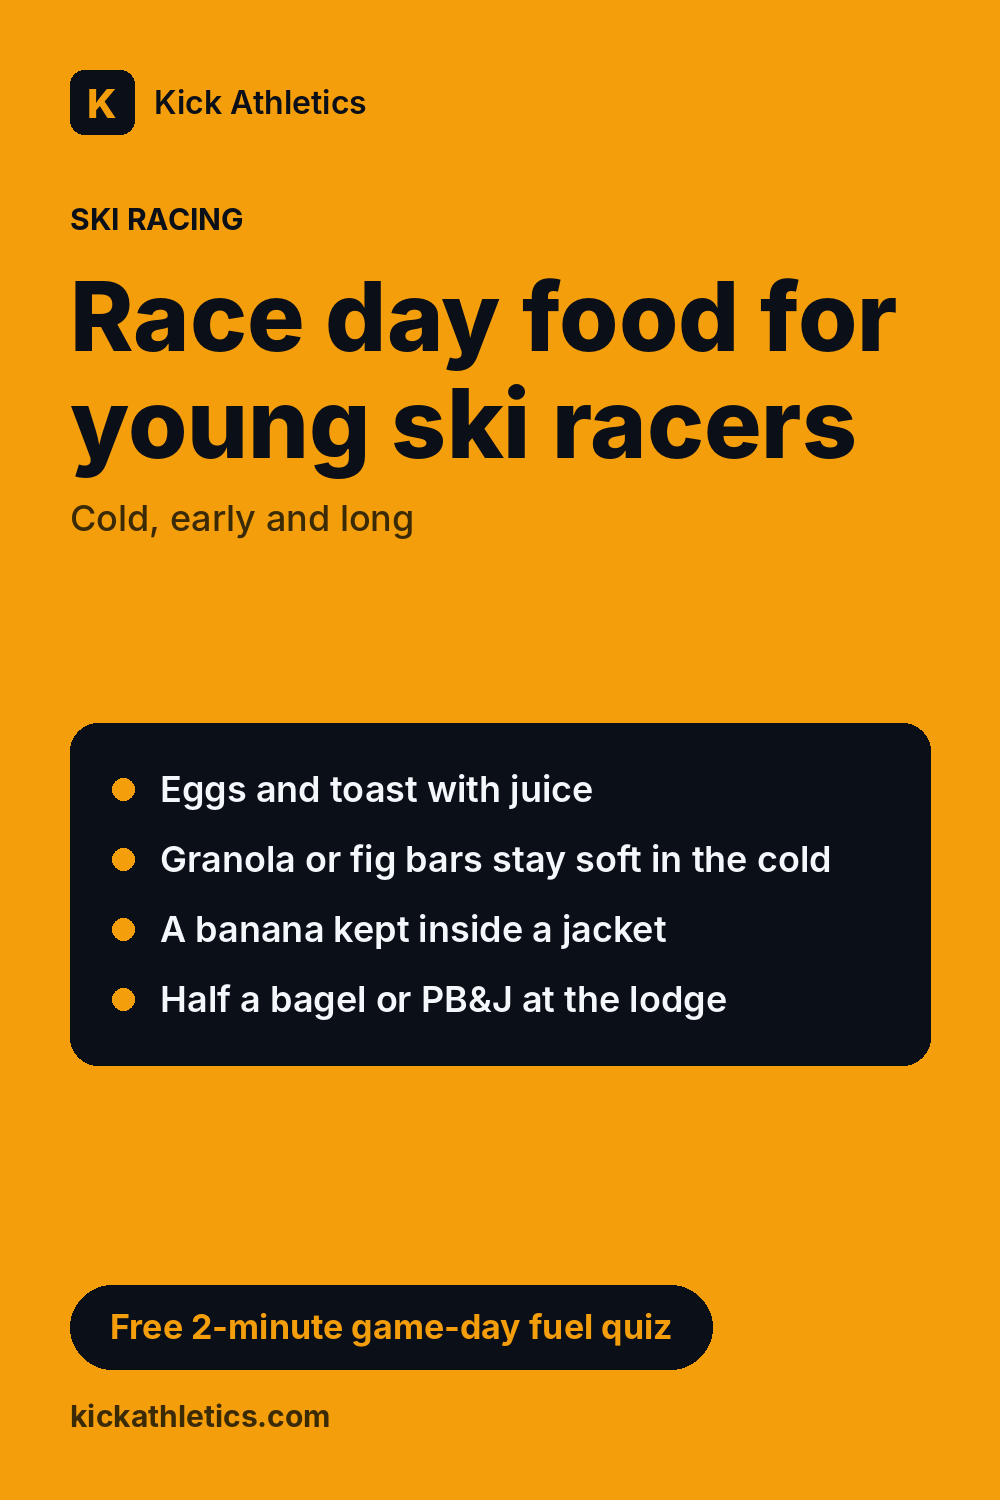 K
Kick Athletics
SKI RACING
Race day food for
young ski racers
Cold, early and long
Eggs and toast with juice
Granola or fig bars stay soft in the cold
A banana kept inside a jacket
Half a bagel or PB&J at the lodge
Free 2-minute game-day fuel quiz
kickathletics.com